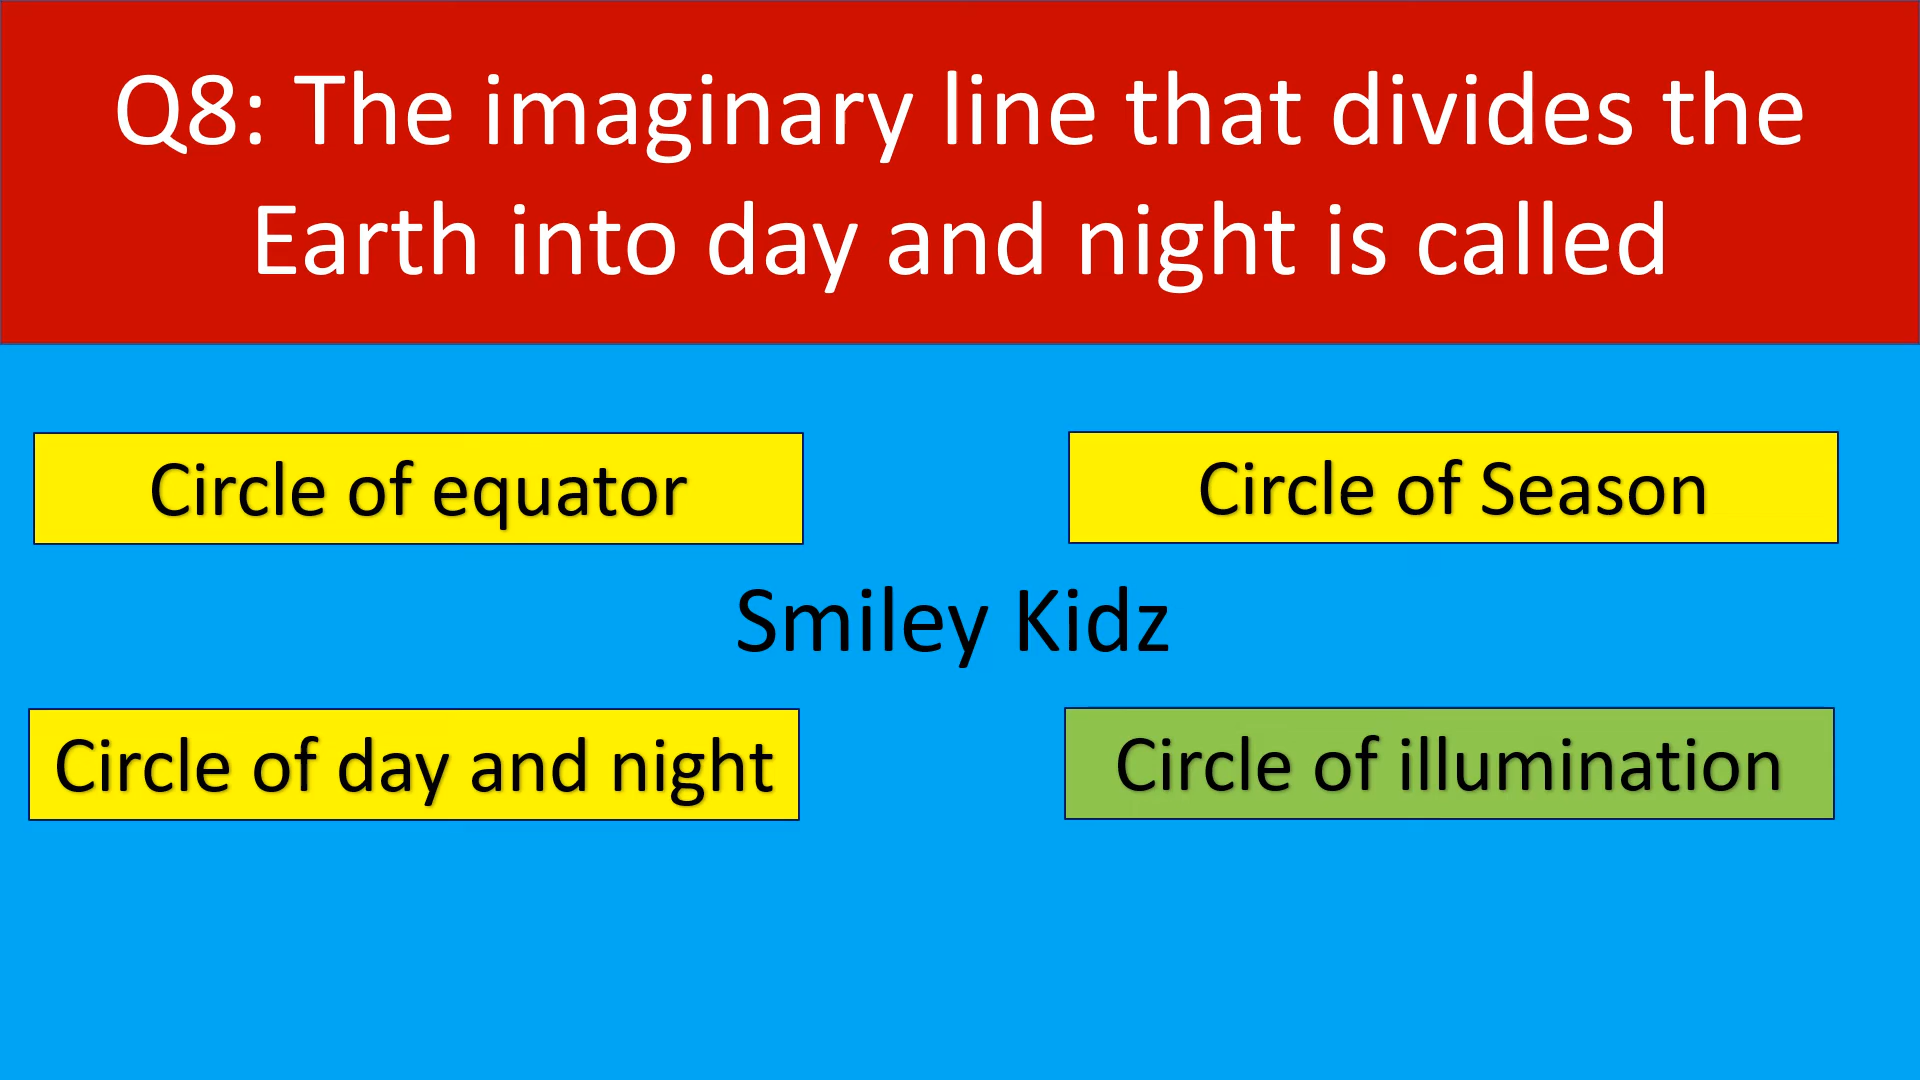 Q8: The imaginary line that divides the
Earth into day and night is called
Circle of equator
Circle of Season
Smiley Kidz
Circle of day and night
Circle of illumination